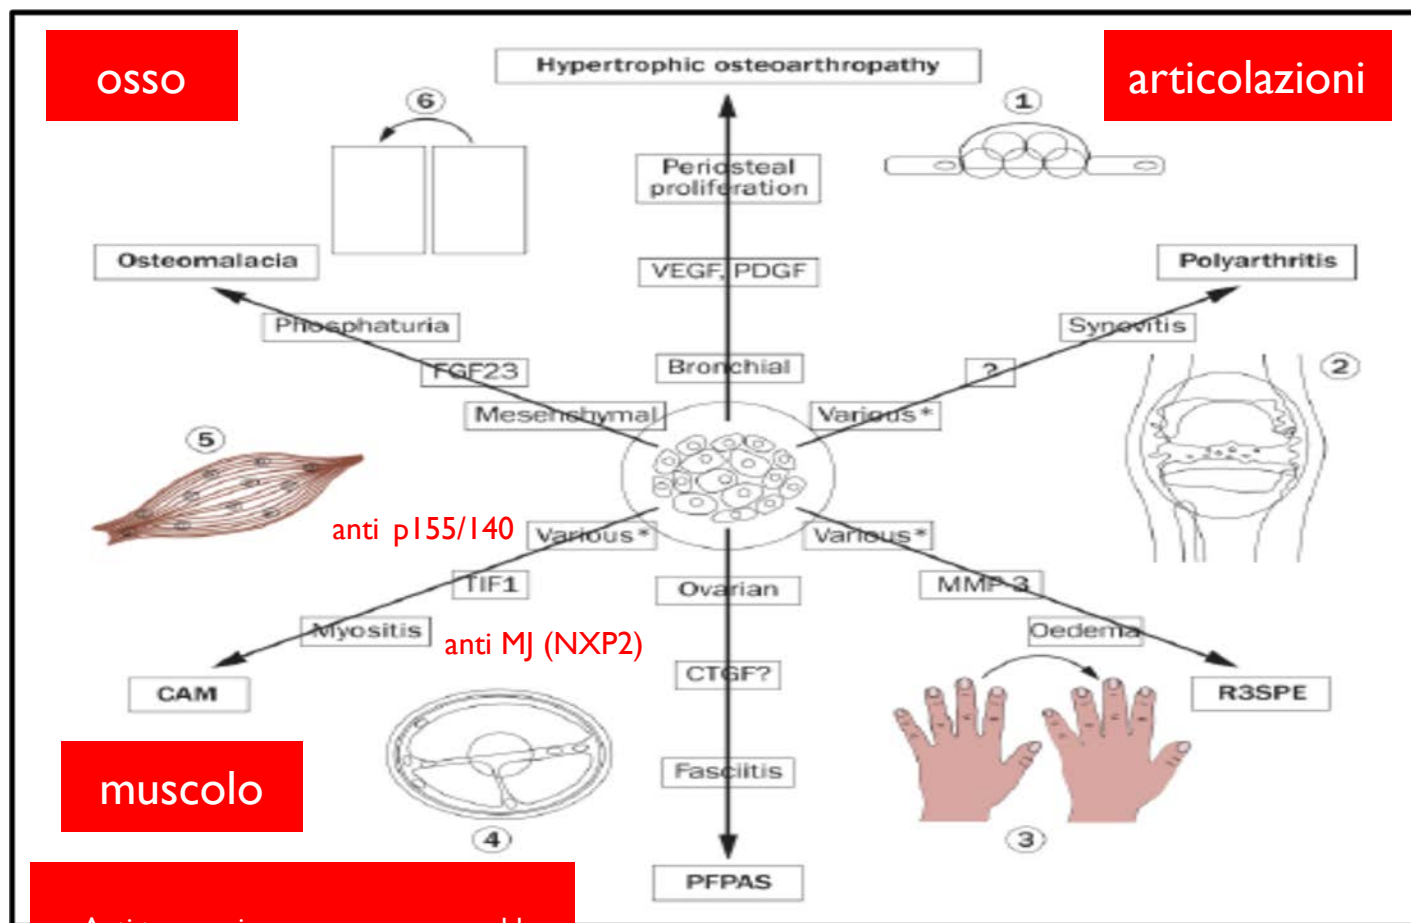 osso
Hypertrophic osteoarthropathy
articolazioni
6
1
Periosteal
proliferation
Osteomalacia
VEGF, PDGF
Polyarthritis
Phosphaturia
Synovitis
FGF23
Bronchial
?
2
Mesenchymal
Various*
5
anti p155/140
Various*
Various*
TIF1
Ovarian
MMP-3
Myositis
anti MJ (NXP2)
Oedema
CTGF?
CAM
R3SPE
muscolo
Fasciitis
4
3
PFPAS